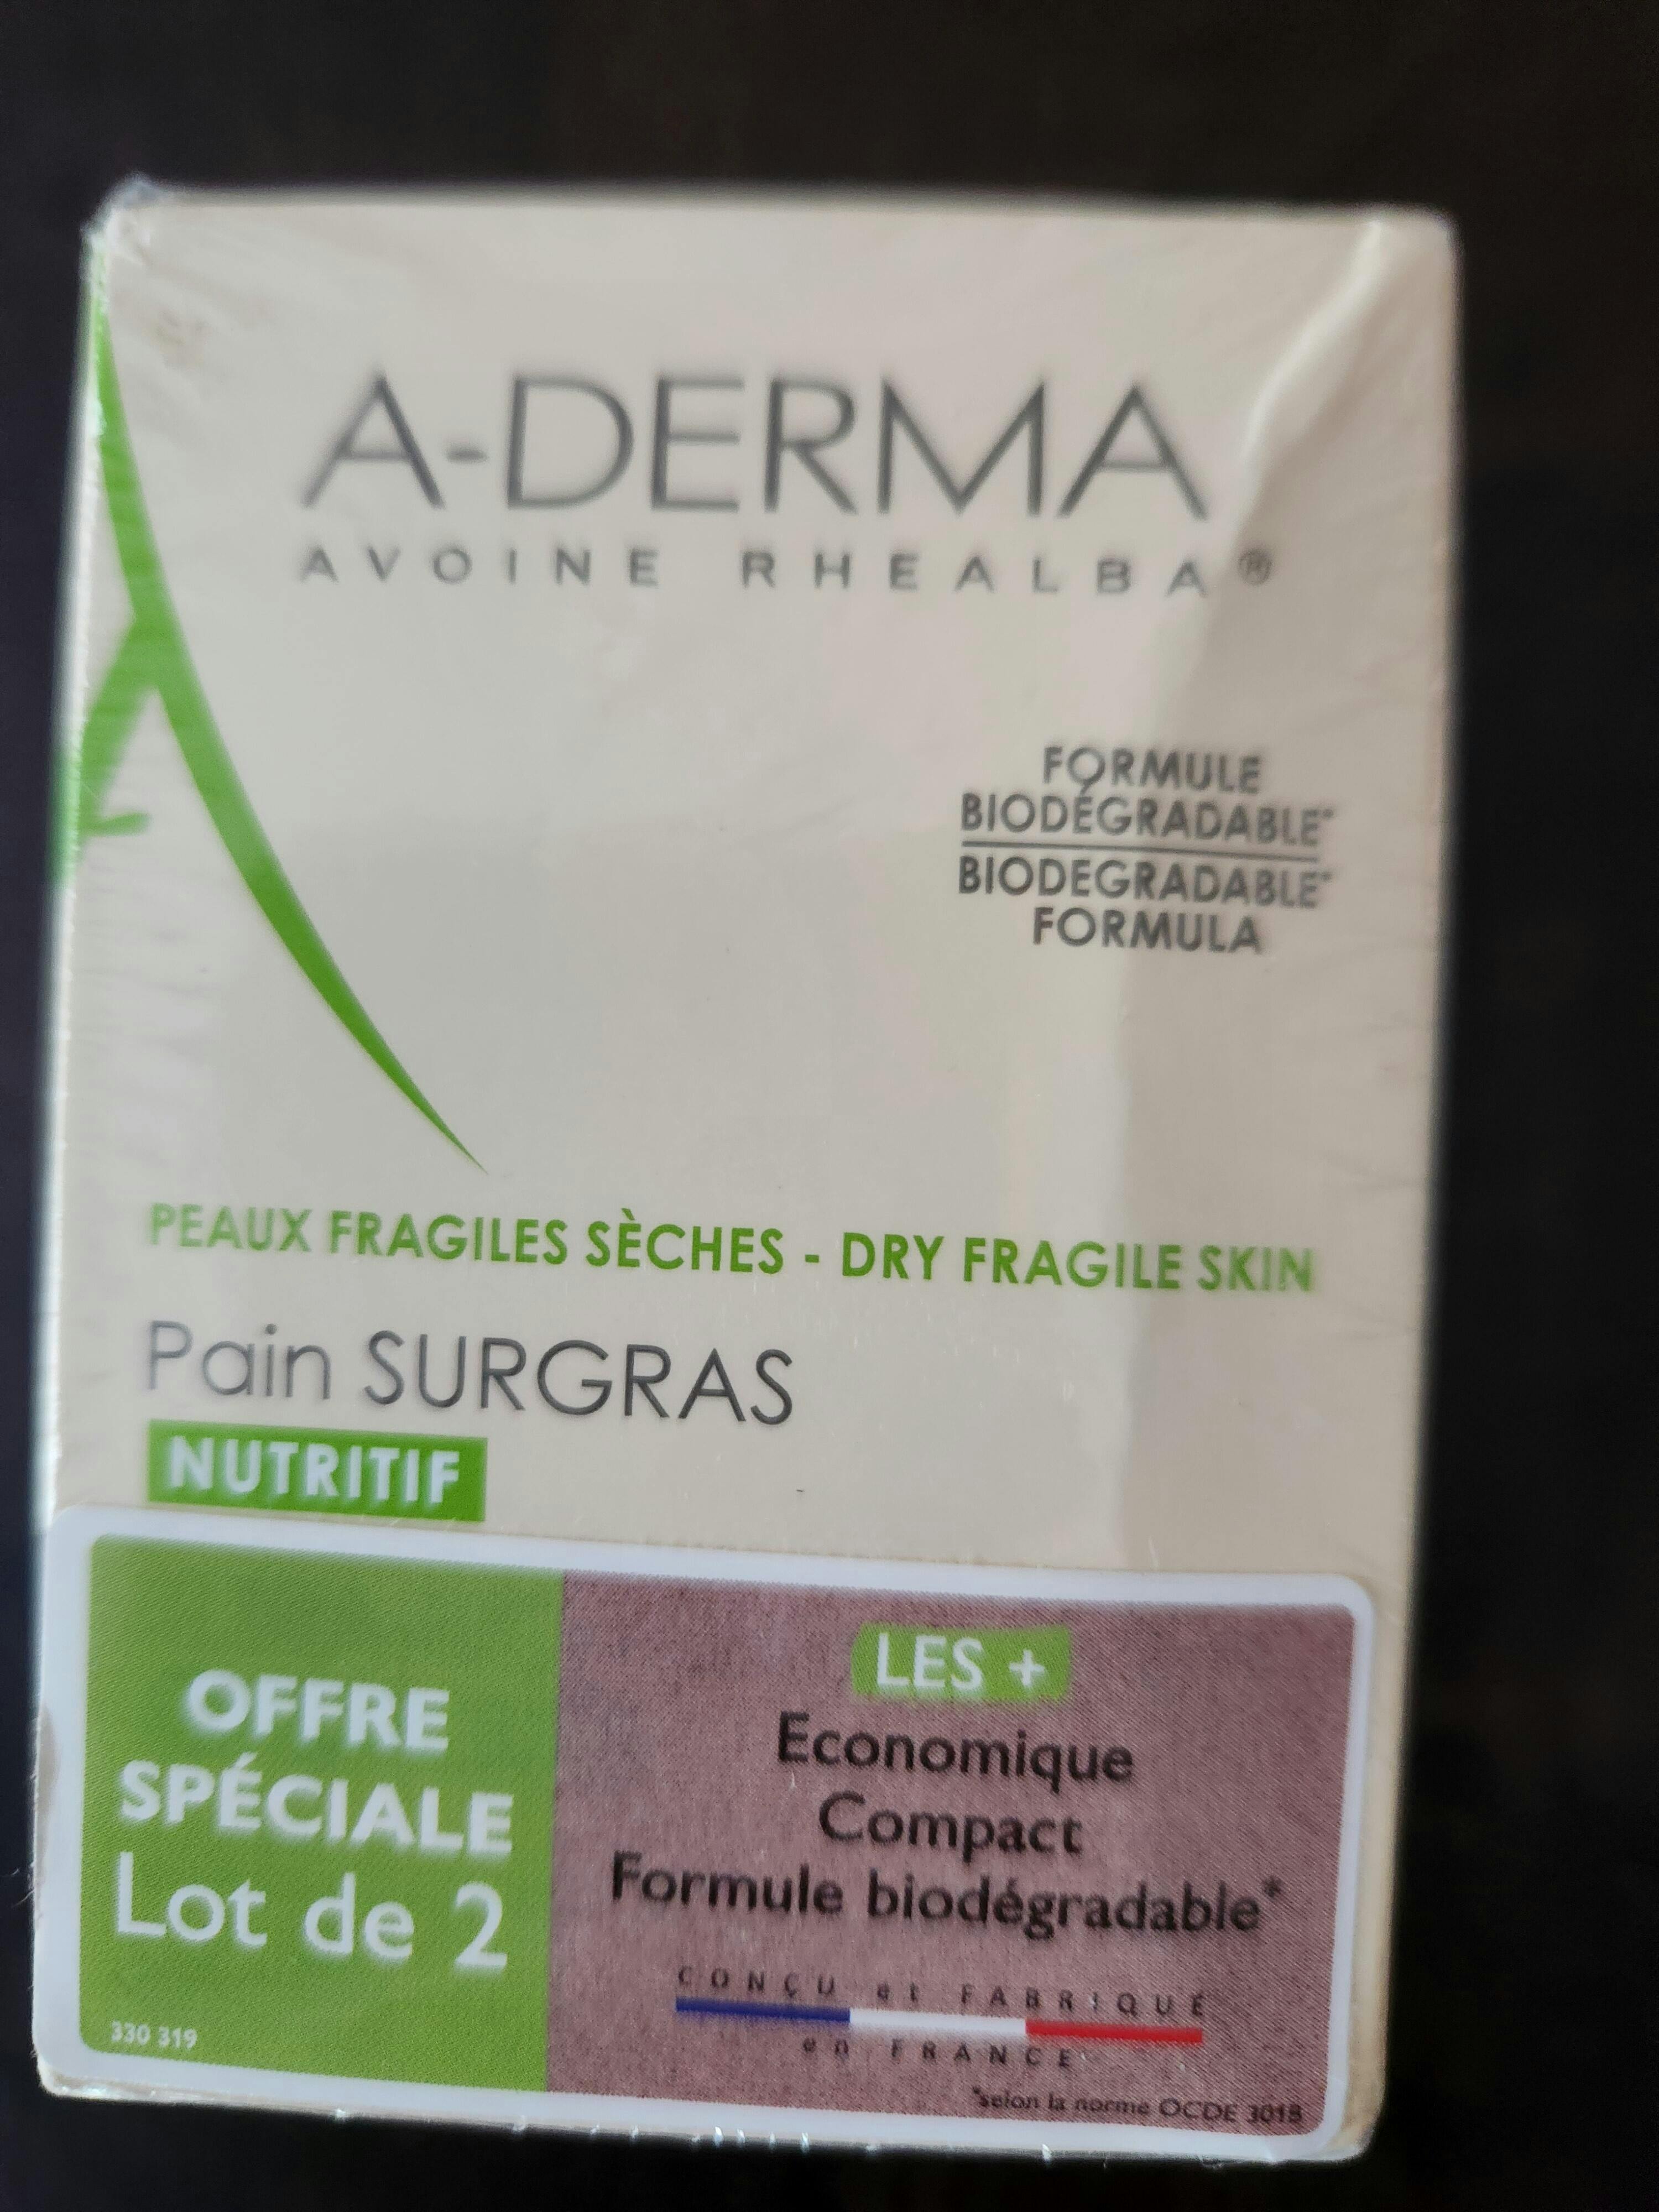 A-DERMA
AVOINE RHEALBA®
FORMULE
BIODÉGRADABLE*
BIODEGRADABLE*
FORMULA
PEAUX FRAGILES SÈCHES - DRY FRAGILE SKIN
Pain SURGRAS
NUTRITIF
OFFRE
SPÉCIALE
Lot de 2
330 319
LES +
Economique
Compact
Formule biodégradable*
CONÇU et FABRIQUÉ
en FRANCE
*selon la norme OCDE 301B